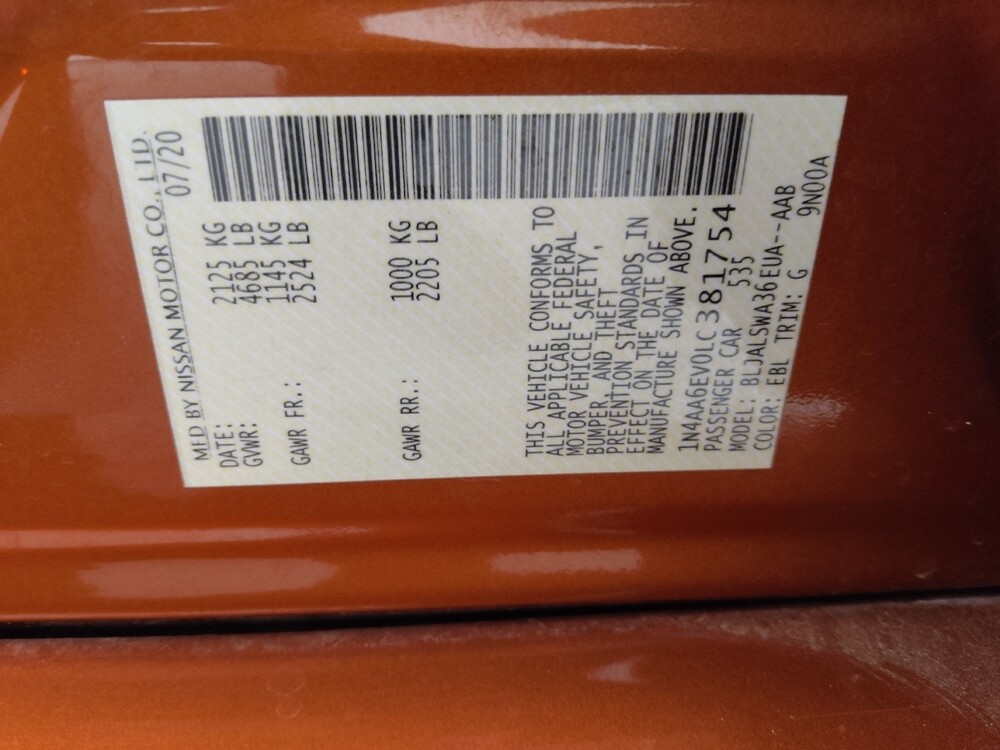 MFD BY NISSAN MOTOR CO., LTD.
DATE: 07/20
GVWR: 2125 KG
4685 LB
GAWR FR.: 1145 KG
2524 LB
GAWR RR.: 1000 KG
2205 LB
THIS VEHICLE CONFORMS TO
ALL APPLICABLE FEDERAL
MOTOR VEHICLE SAFETY,
BUMPER, AND THEFT
PREVENTION STANDARDS IN
EFFECT ON THE DATE OF
MANUFACTURE SHOWN ABOVE.
1N4AA6EV0LC381754
PASSENGER CAR 535
MODEL: BLJALSWA36EUA--AAB
COLOR: EBL TRIM: G 9N00A